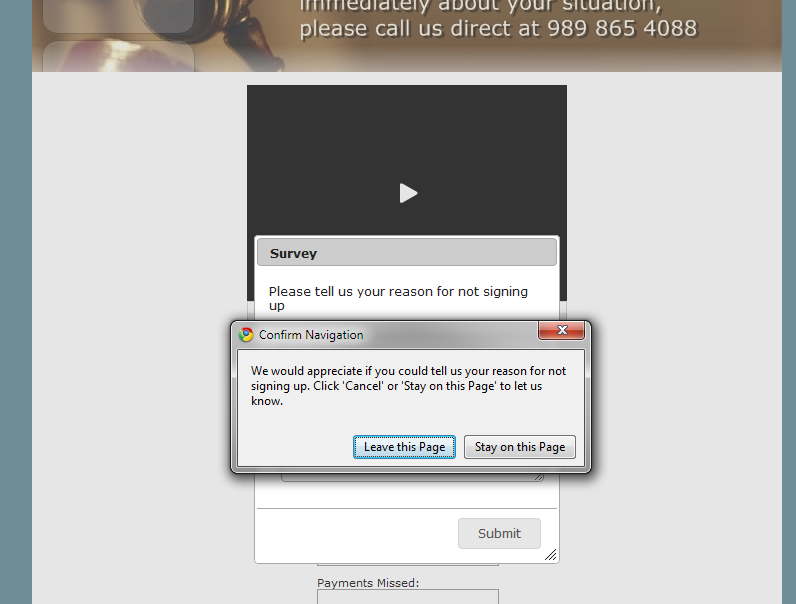 immediately about your situation,
please call us direct at 989 865 4088
Survey
Please tell us your reason for not signing
up
Confirm Navigation
We would appreciate if you could tell us your reason for not
signing up. Click 'Cancel' or 'Stay on this Page' to let us
know.
Leave this Page
Stay on this Page
Submit
Payments Missed: